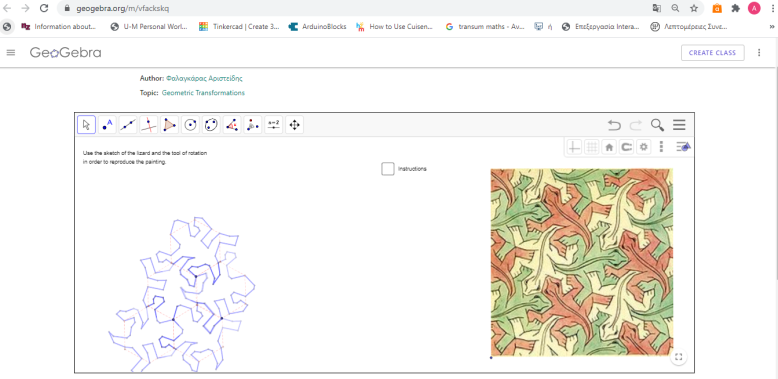 geogebra.org/m/vfackskq
A
Information about...
U-M Personal Worl...
Tinkercad | Create 3...
ArduinoBlocks
How to Use Cuisen...
transum maths - Av...
ή
Επεξεργασία Intera...
Λεπτομέρειες Συνε...
»
GeoGebra
CREATE CLASS
Author: Φαλαγκάρας Αριστείδης
Topic: Geometric Transformations
A
a=2
Use the sketch of the lizard and the tool of rotation
in order to reproduce the painting.
Instructions